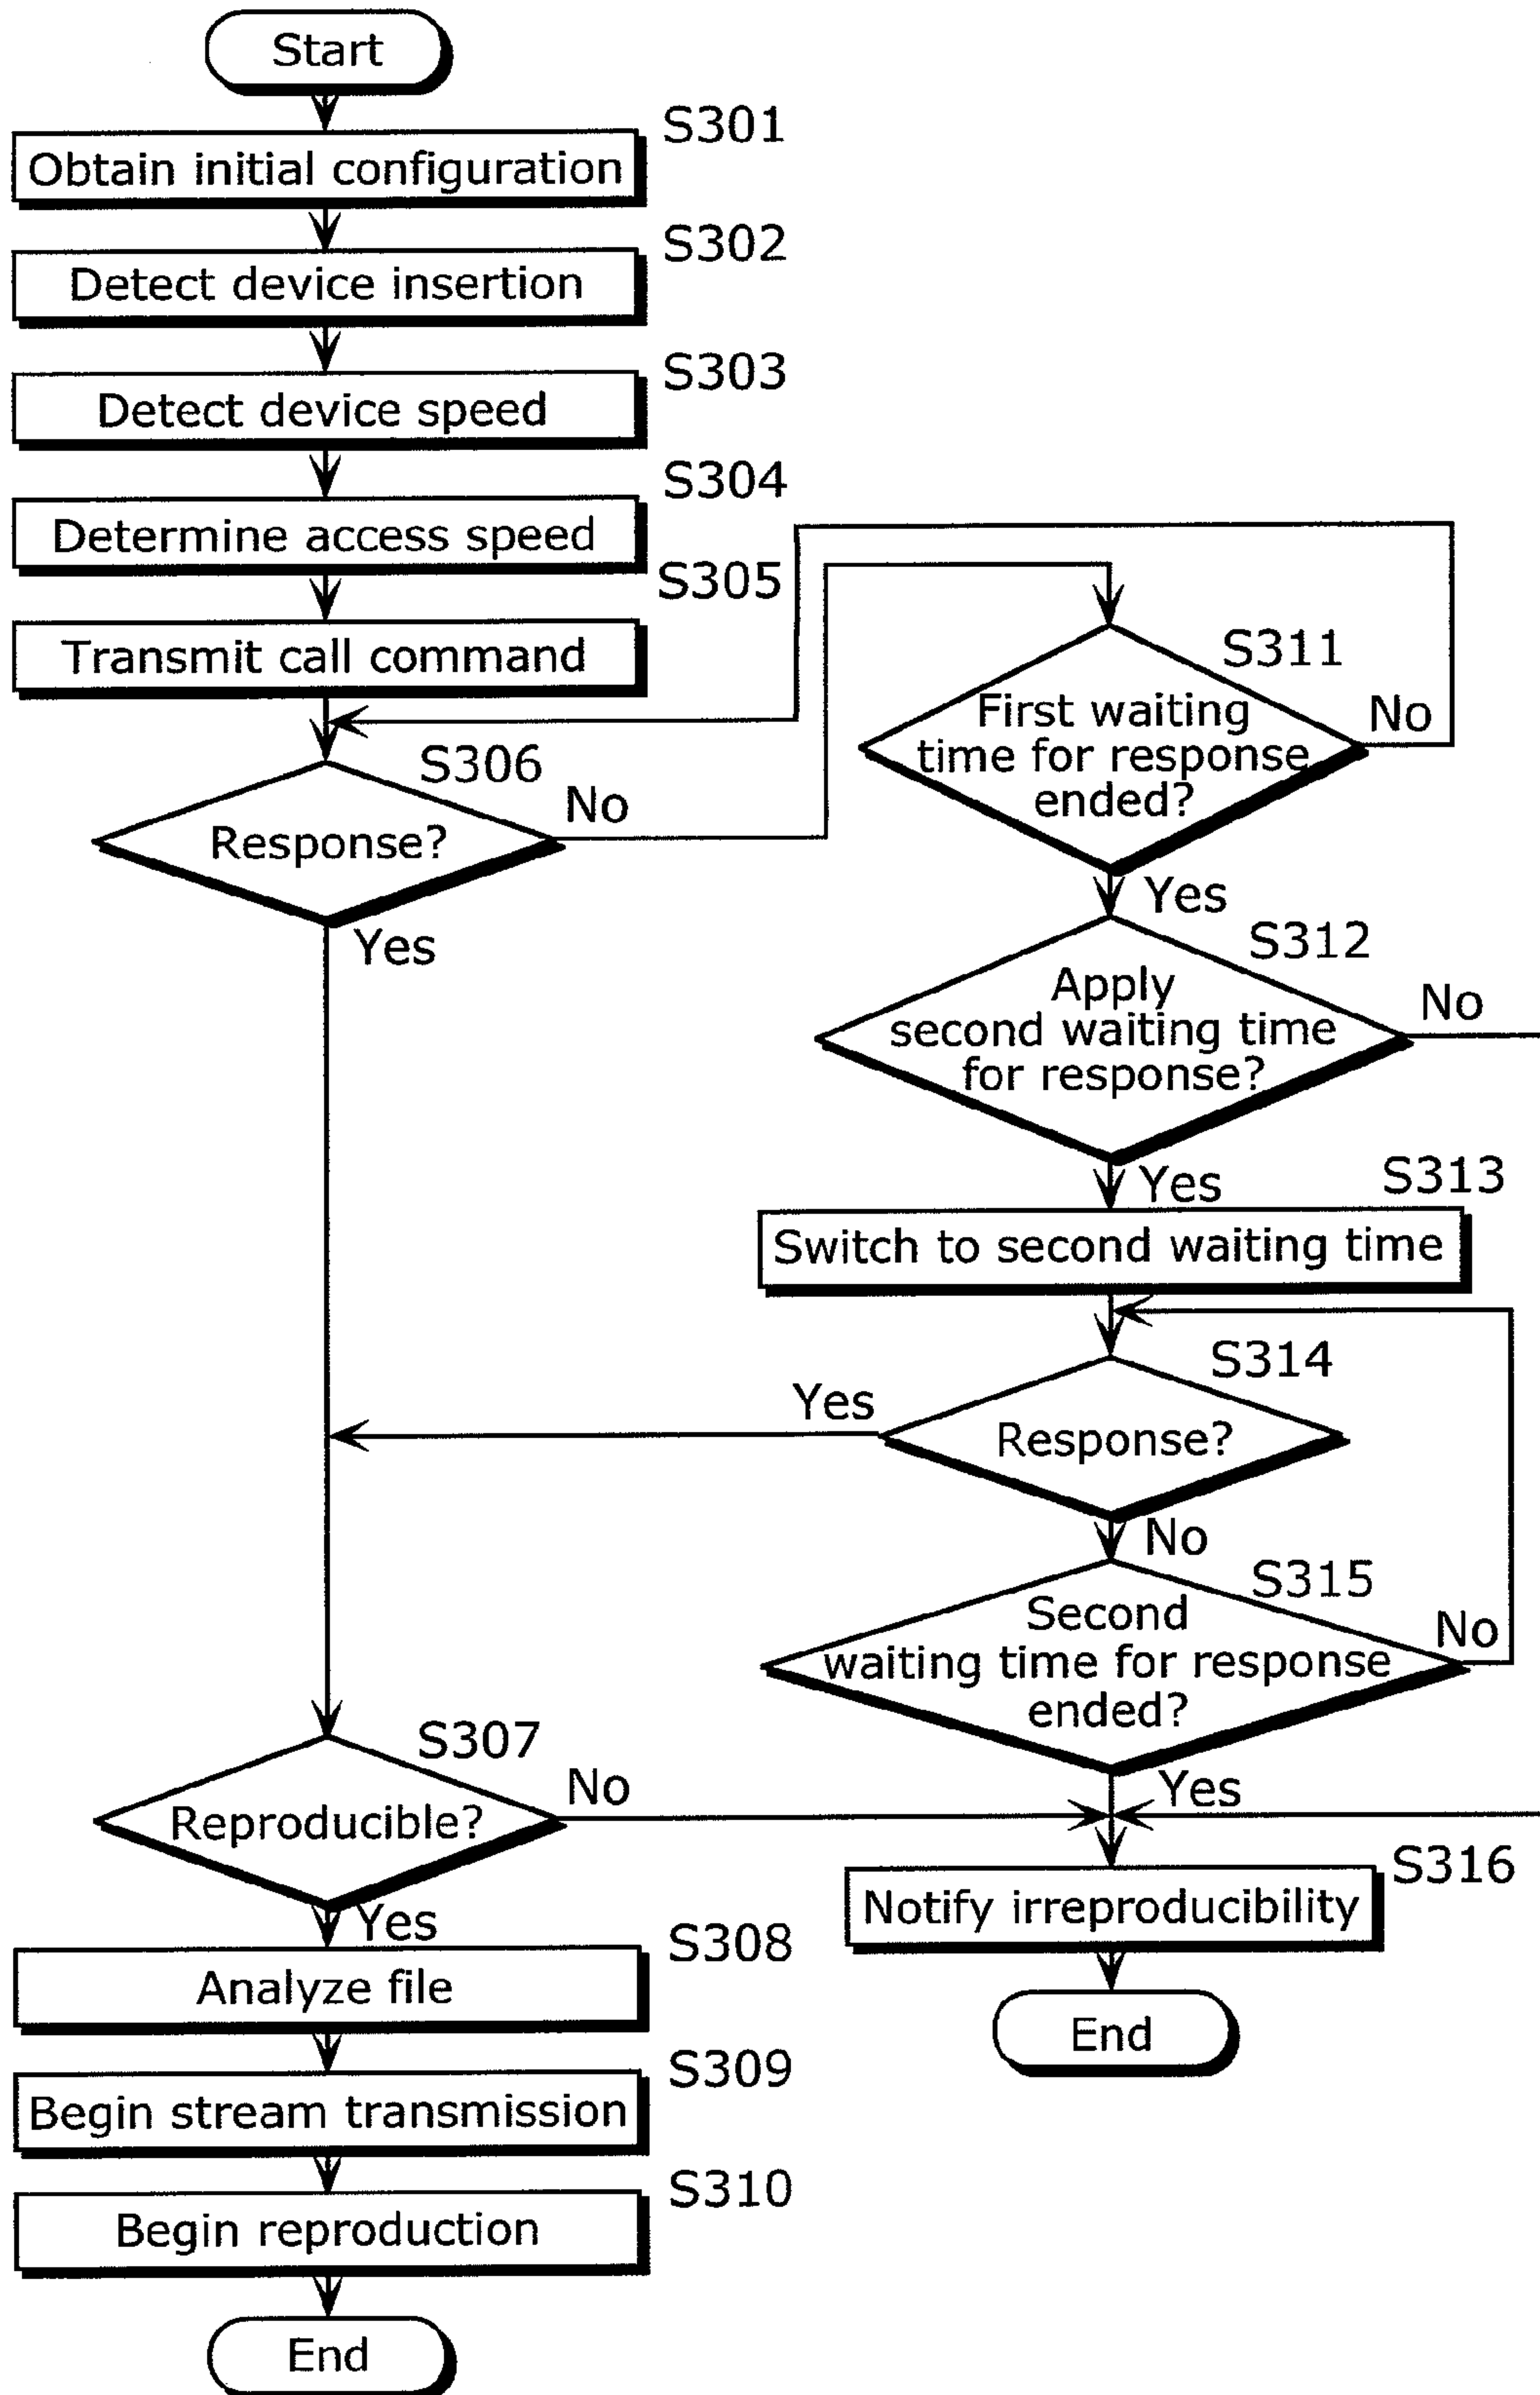 Start
S301
Obtain initial configuration
S302
Detect device insertion
S303
Detect device speed
S304
Determine access speed
S305
Transmit call command
S306
Response?
No
Yes
S311
First waiting
time for response
ended?
No
Yes
S312
Apply
second waiting time
for response?
No
Yes
S313
Switch to second waiting time
S314
Response?
Yes
No
S315
Second
waiting time for response
ended?
No
Yes
S307
Reproducible?
No
Yes
S316
Notify irreproducibility
End
S308
Analyze file
S309
Begin stream transmission
S310
Begin reproduction
End